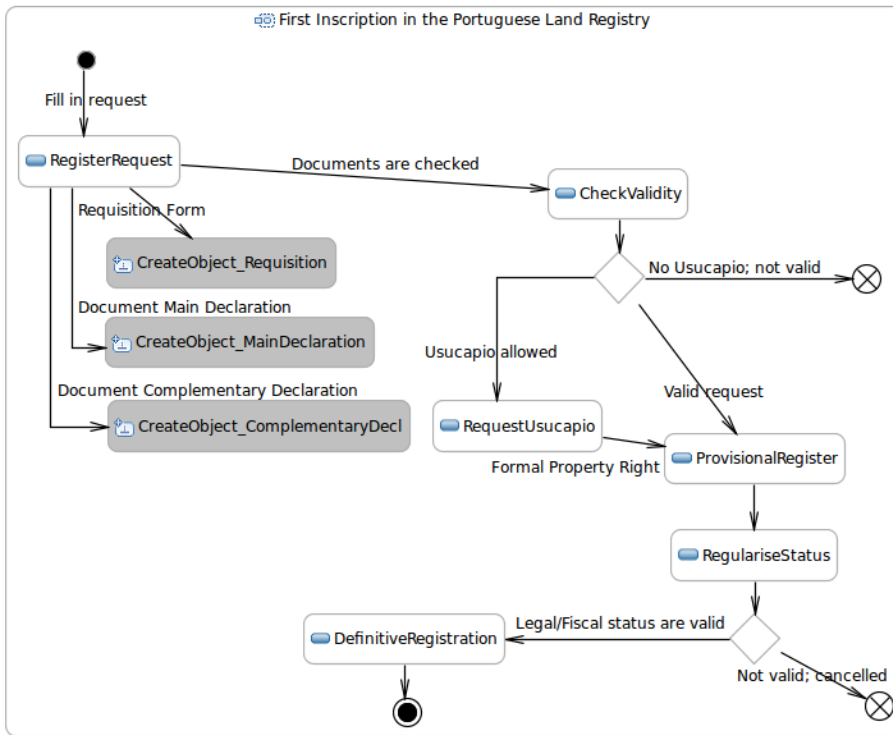 First Inscription in the Portuguese Land Registry
Fill in request
RegisterRequest
Documents are checked
CheckValidity
Requisition Form
CreateObject_Requisition
No Usucapio; not valid
Document Main Declaration
CreateObject_MainDeclaration
Usucapio allowed
Document Complementary Declaration
Valid request
CreateObject_ComplementaryDecl
RequestUsucapio
Formal Property Right
ProvisionalRegister
RegulariseStatus
Legal/Fiscal status are valid
DefinitiveRegistration
Not valid; cancelled